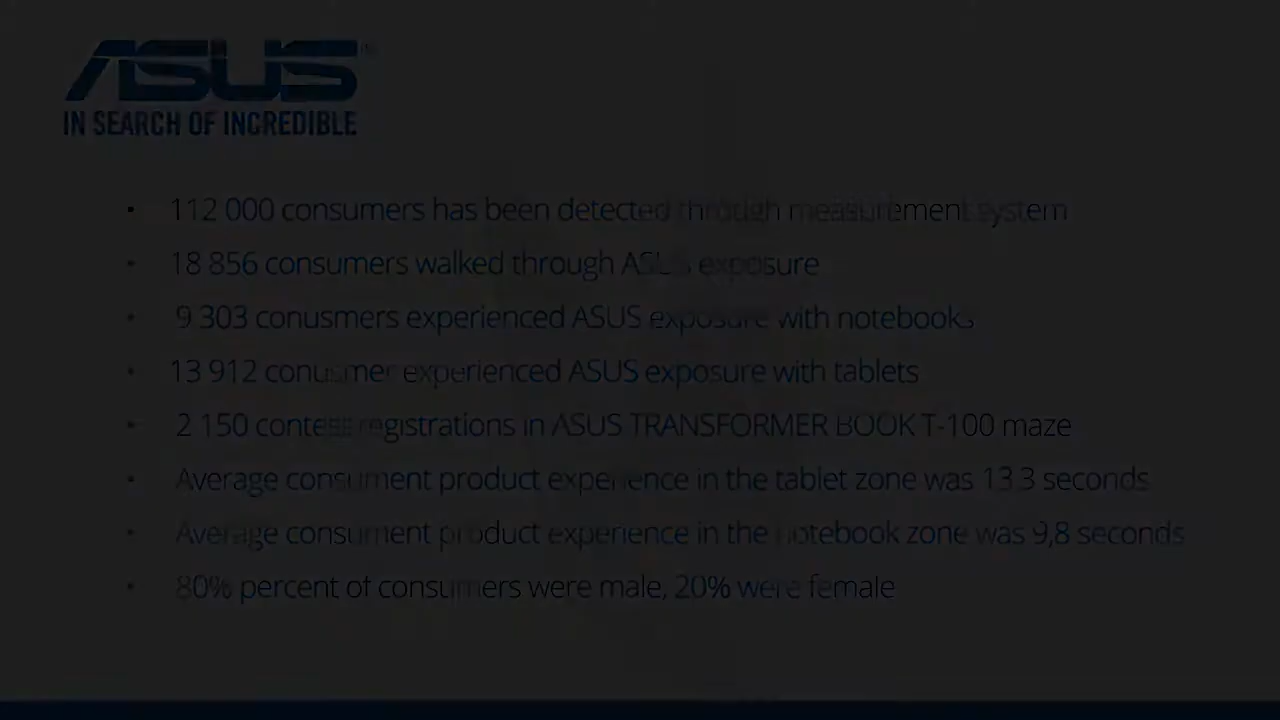 ASUS
IN SEARCH OF INCREDIBLE
• 112 000 consumers has been detected through measurement system
• 18 856 consumers walked through ASUS exposure
• 9 303 conusmers experienced ASUS exposure with notebooks
• 13 912 conusmer experienced ASUS exposure with tablets
• 2 150 contest registrations in ASUS TRANSFORMER BOOK T-100 maze
• Average consument product experience in the tablet zone was 13.3 seconds
• Average consument product experience in the notebook zone was 9,8 seconds
• 80% percent of consumers were male, 20% were female